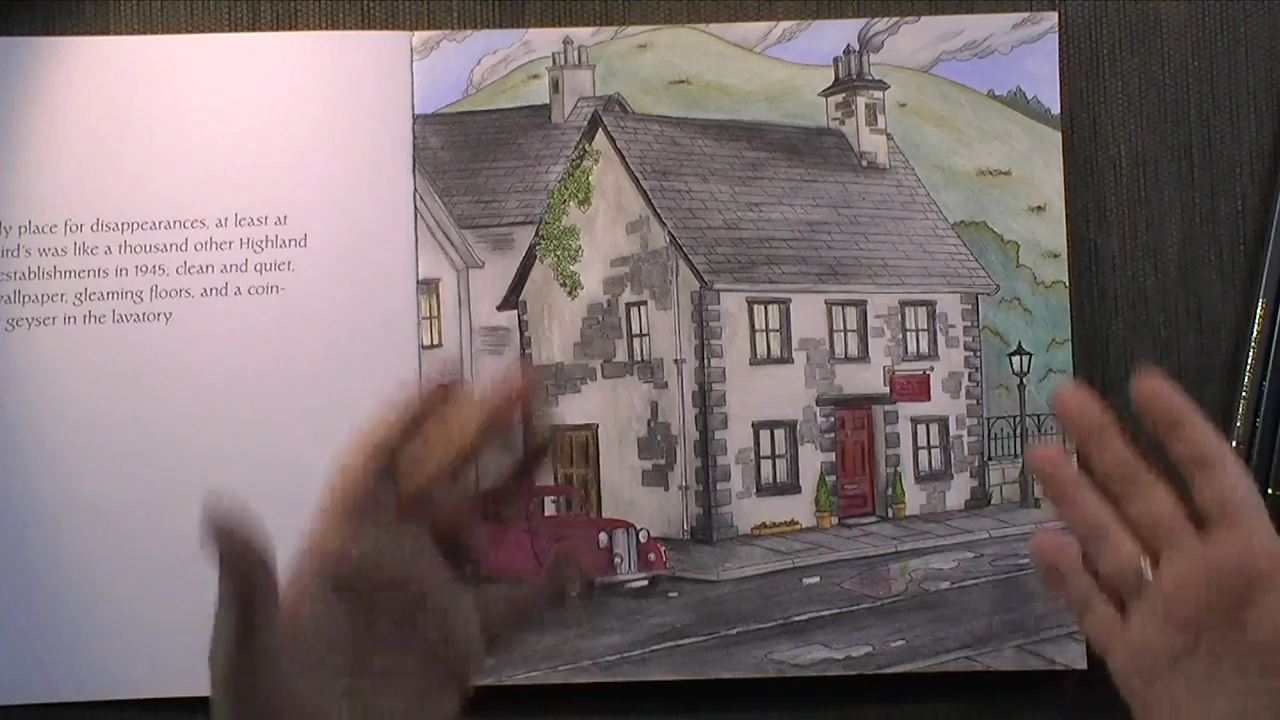 ly place for disappearances, at least at
ird's was like a thousand other Highland
establishments in 1945; clean and quiet,
vallpaper, gleaming floors, and a coin-
geyser in the lavatory